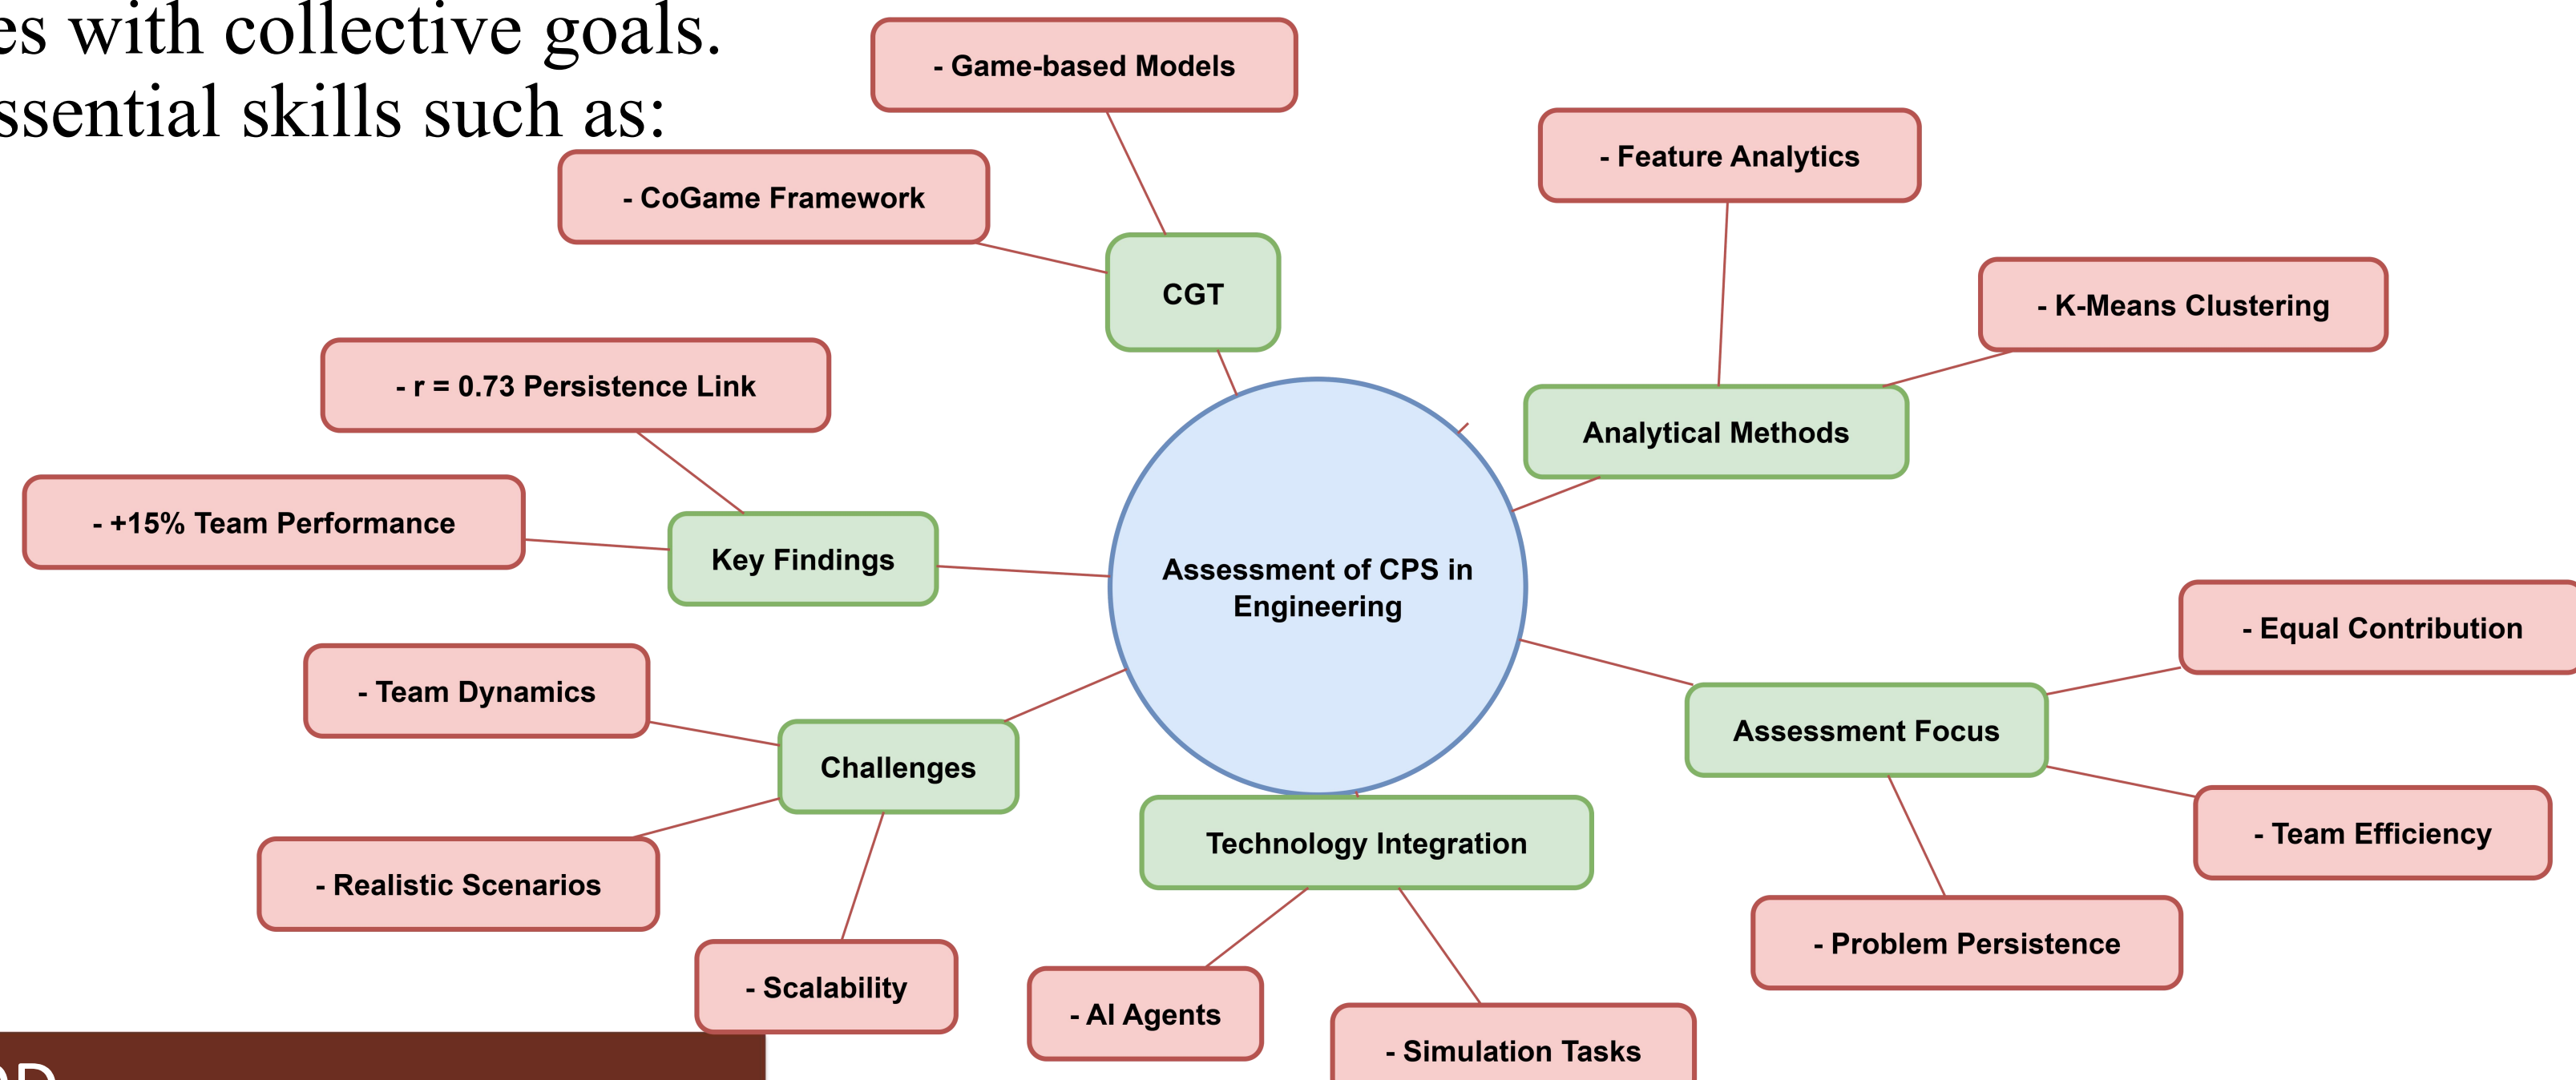 es with collective goals.
ssential skills such as:
- Game-based Models
- CoGame Framework
- Feature Analytics
CGT
- K-Means Clustering
- r = 0.73 Persistence Link
Analytical Methods
- +15% Team Performance
Key Findings
Assessment of CPS in
Engineering
- Equal Contribution
- Team Dynamics
Assessment Focus
Challenges
- Team Efficiency
Technology Integration
- Realistic Scenarios
- Problem Persistence
- Scalability
- AI Agents
- Simulation Tasks